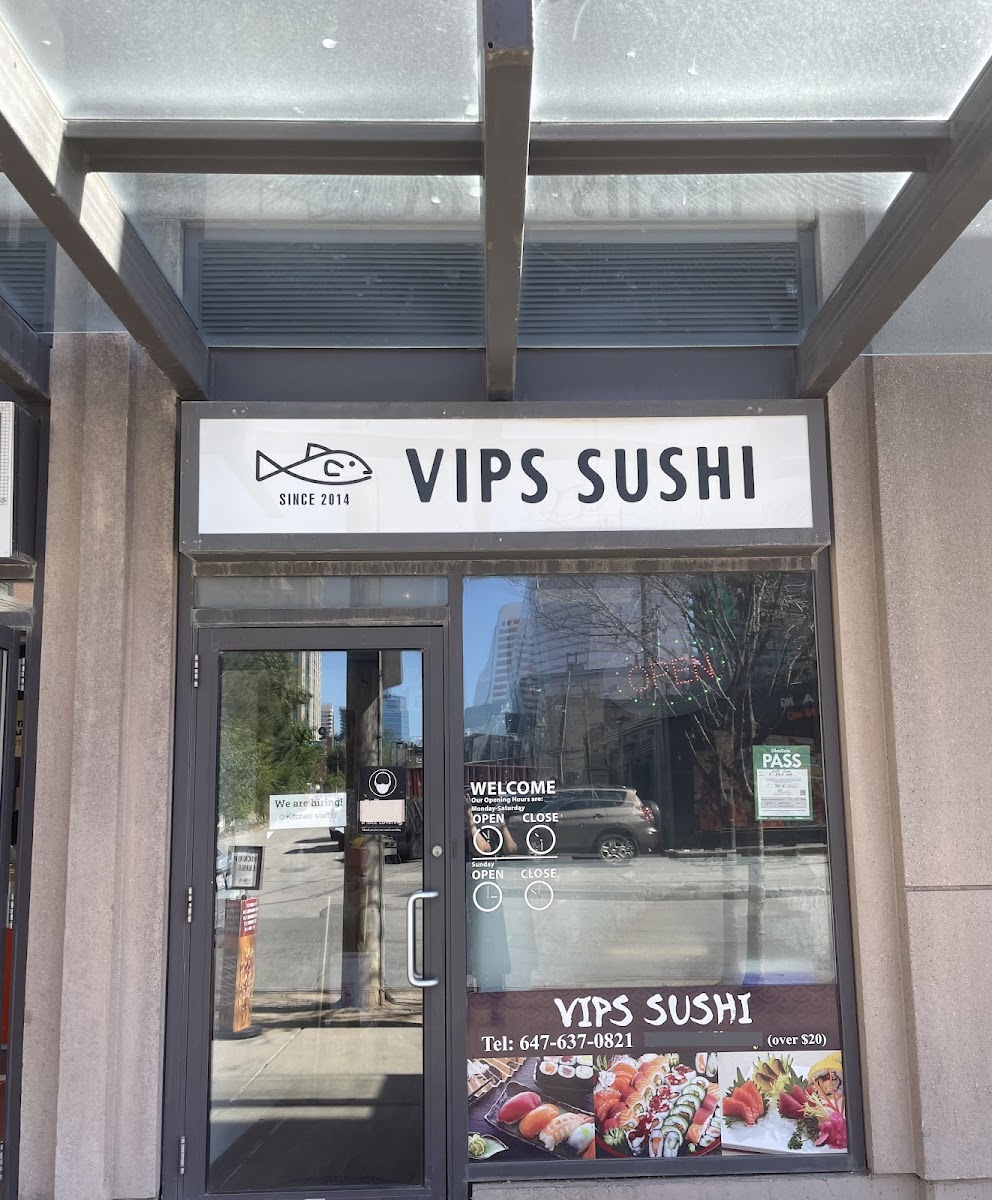 VIPS SUSHI
SINCE 2014
OPEN
DineSafe
PASS
We are hiring!
Kitchen staff
WELCOME
Our Opening Hours are:
Monday-Saturday
OPEN CLOSE
Sunday
OPEN CLOSE
VIPS SUSHI
Tel: 647-637-0821 (over $20)